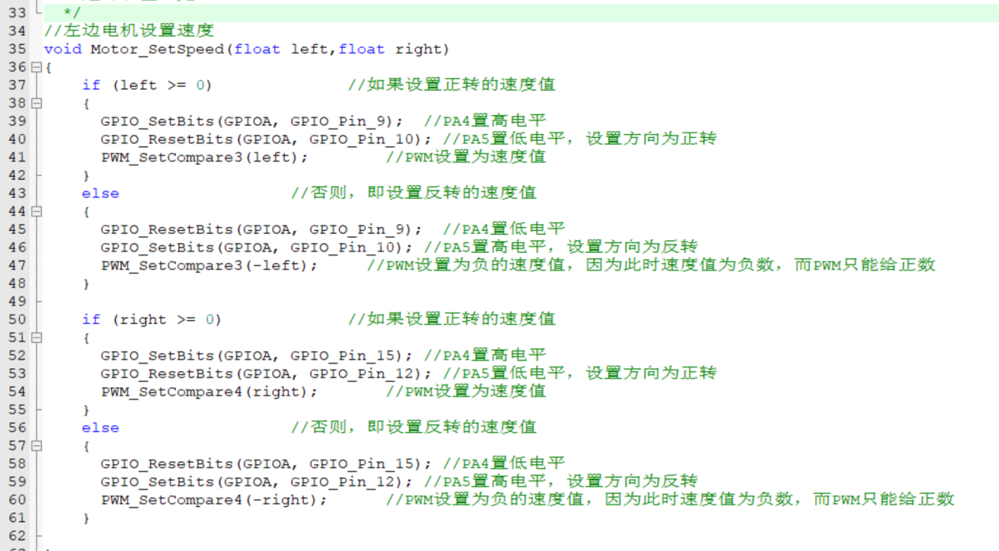 33 */
34 //左边电机设置速度
35 void Motor_SetSpeed(float left,float right)
36 {
37 if (left >= 0) //如果设置正转的速度值
38 {
39 GPIO_SetBits(GPIOA, GPIO_Pin_9); //PA4置高电平
40 GPIO_ResetBits(GPIOA, GPIO_Pin_10); //PA5置低电平, 设置方向为正转
41 PWM_SetCompare3(left); //PWM设置为速度值
42 }
43 else //否则, 即设置反转的速度值
44 {
45 GPIO_ResetBits(GPIOA, GPIO_Pin_9); //PA4置低电平
46 GPIO_SetBits(GPIOA, GPIO_Pin_10); //PA5置高电平, 设置方向为反转
47 PWM_SetCompare3(-left); //PWM设置为负的速度值, 因为此时速度值为负数, 而PWM只能给正数
48 }
49
50 if (right >= 0) //如果设置正转的速度值
51 {
52 GPIO_SetBits(GPIOA, GPIO_Pin_15); //PA4置高电平
53 GPIO_ResetBits(GPIOA, GPIO_Pin_12); //PA5置低电平, 设置方向为正转
54 PWM_SetCompare4(right); //PWM设置为速度值
55 }
56 else //否则, 即设置反转的速度值
57 {
58 GPIO_ResetBits(GPIOA, GPIO_Pin_15); //PA4置低电平
59 GPIO_SetBits(GPIOA, GPIO_Pin_12); //PA5置高电平, 设置方向为反转
60 PWM_SetCompare4(-right); //PWM设置为负的速度值, 因为此时速度值为负数, 而PWM只能给正数
61 }
62